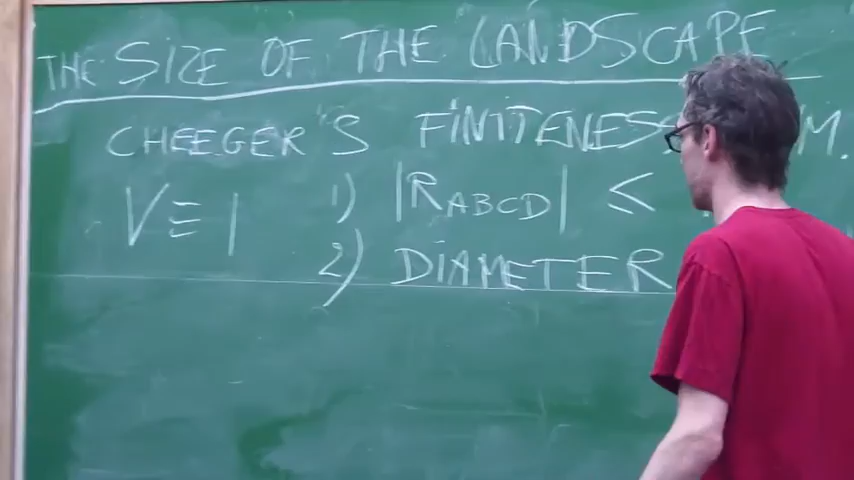 THE SIZE OF THE LANDSCAPE
CHEEGER'S FINITENESS M.
V ≡ 1 1) |RABCD| <
2) DIAMETER